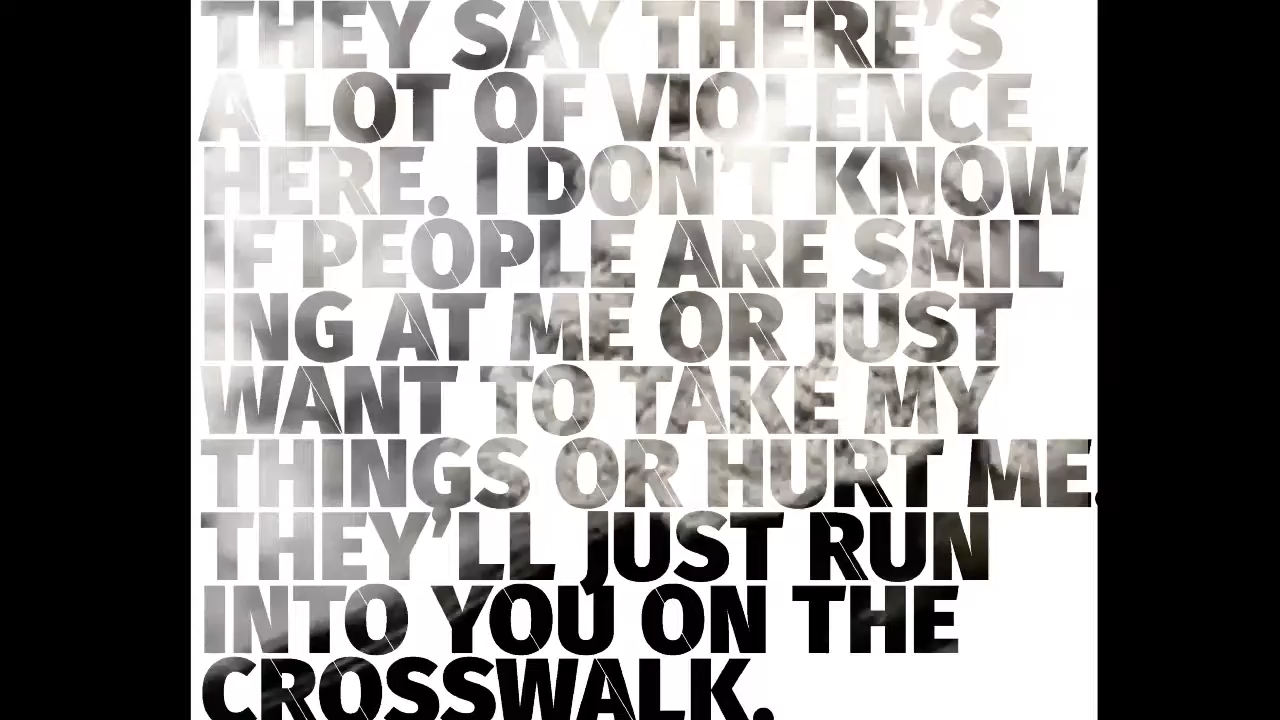 THEY SAY THERE’S
A LOT OF VIOLENCE
HERE. I DON’T KNOW
IF PEOPLE ARE SMIL
ING AT ME OR JUST
WANT TO TAKE MY
THINGS OR HURT ME.
THEY’LL JUST RUN
INTO YOU ON THE
CROSSWALK.